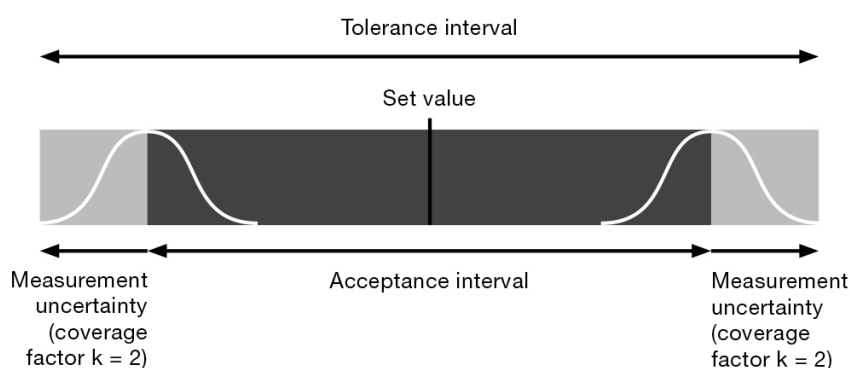 Tolerance interval
Set value
Measurement
uncertainty
(coverage
factor k = 2)
Acceptance interval
Measurement
uncertainty
(coverage
factor k = 2)